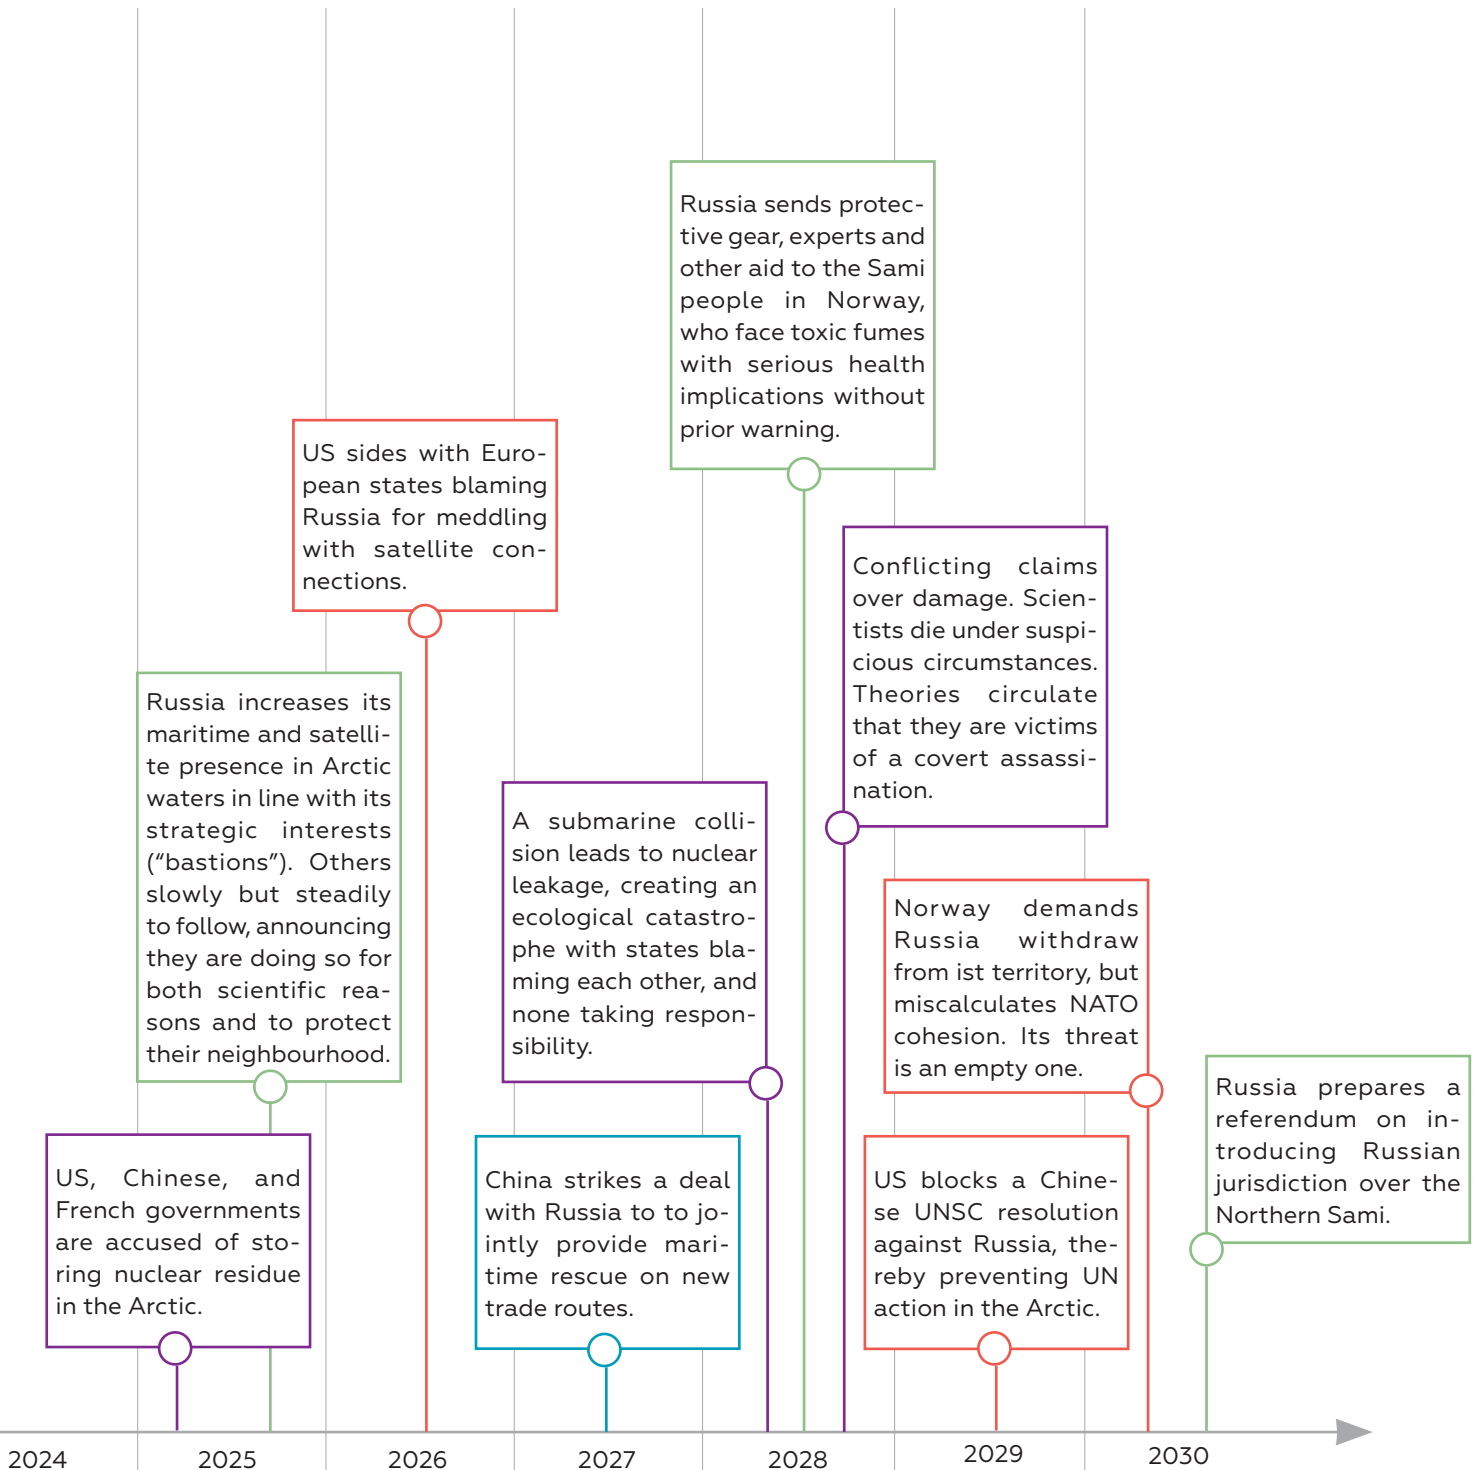 Russia sends protec-
tive gear, experts and
other aid to the Sami
people in Norway,
who face toxic fumes
with serious health
implications without
prior warning.
US sides with Euro-
pean states blaming
Russia for meddling
with satellite con-
nections.
Conflicting claims
over damage. Scien-
tists die under suspi-
cious circumstances.
Theories circulate
that they are victims
of a covert assassi-
nation.
Russia increases its
maritime and satelli-
te presence in Arctic
waters in line with its
strategic interests
(“bastions”). Others
slowly but steadily
to follow, announcing
they are doing so for
both scientific rea-
sons and to protect
their neighbourhood.
A submarine colli-
sion leads to nuclear
leakage, creating an
ecological catastro-
phe with states bla-
ming each other, and
none taking respon-
sibility.
Norway demands
Russia withdraw
from ist territory, but
miscalculates NATO
cohesion. Its threat
is an empty one.
Russia prepares a
referendum on in-
troducing Russian
jurisdiction over the
Northern Sami.
US, Chinese, and
French governments
are accused of sto-
ring nuclear residue
in the Arctic.
China strikes a deal
with Russia to to jo-
intly provide mari-
time rescue on new
trade routes.
US blocks a Chine-
se UNSC resolution
against Russia, the-
reby preventing UN
action in the Arctic.
2024 2025 2026 2027 2028 2029 2030